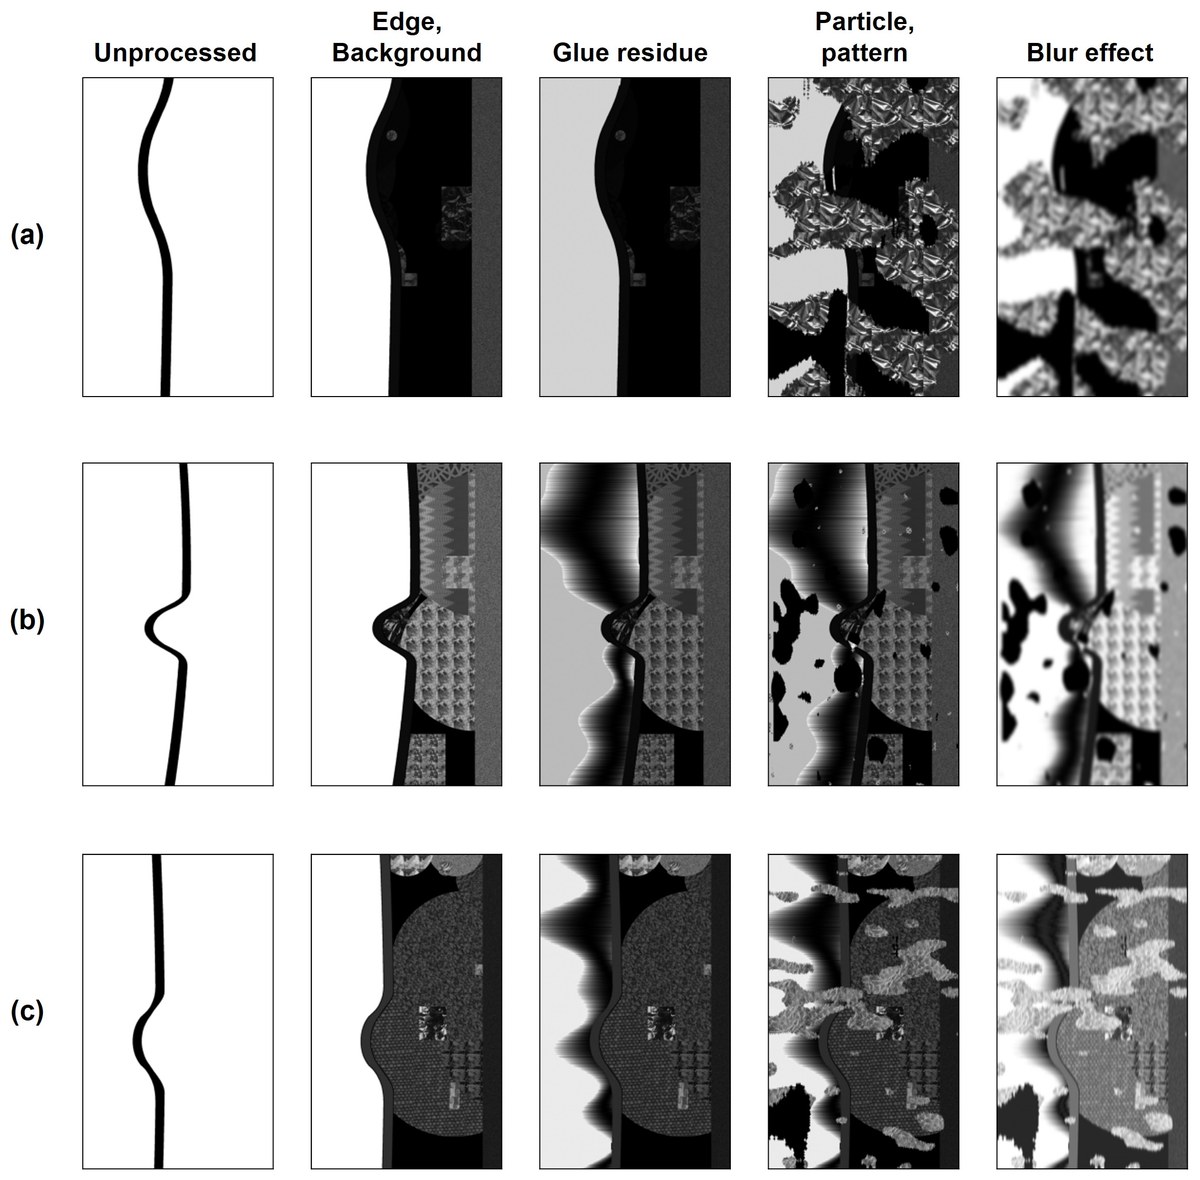 Unprocessed
Edge,
Background
Glue residue
Particle,
pattern
Blur effect
(a)
(b)
(c)